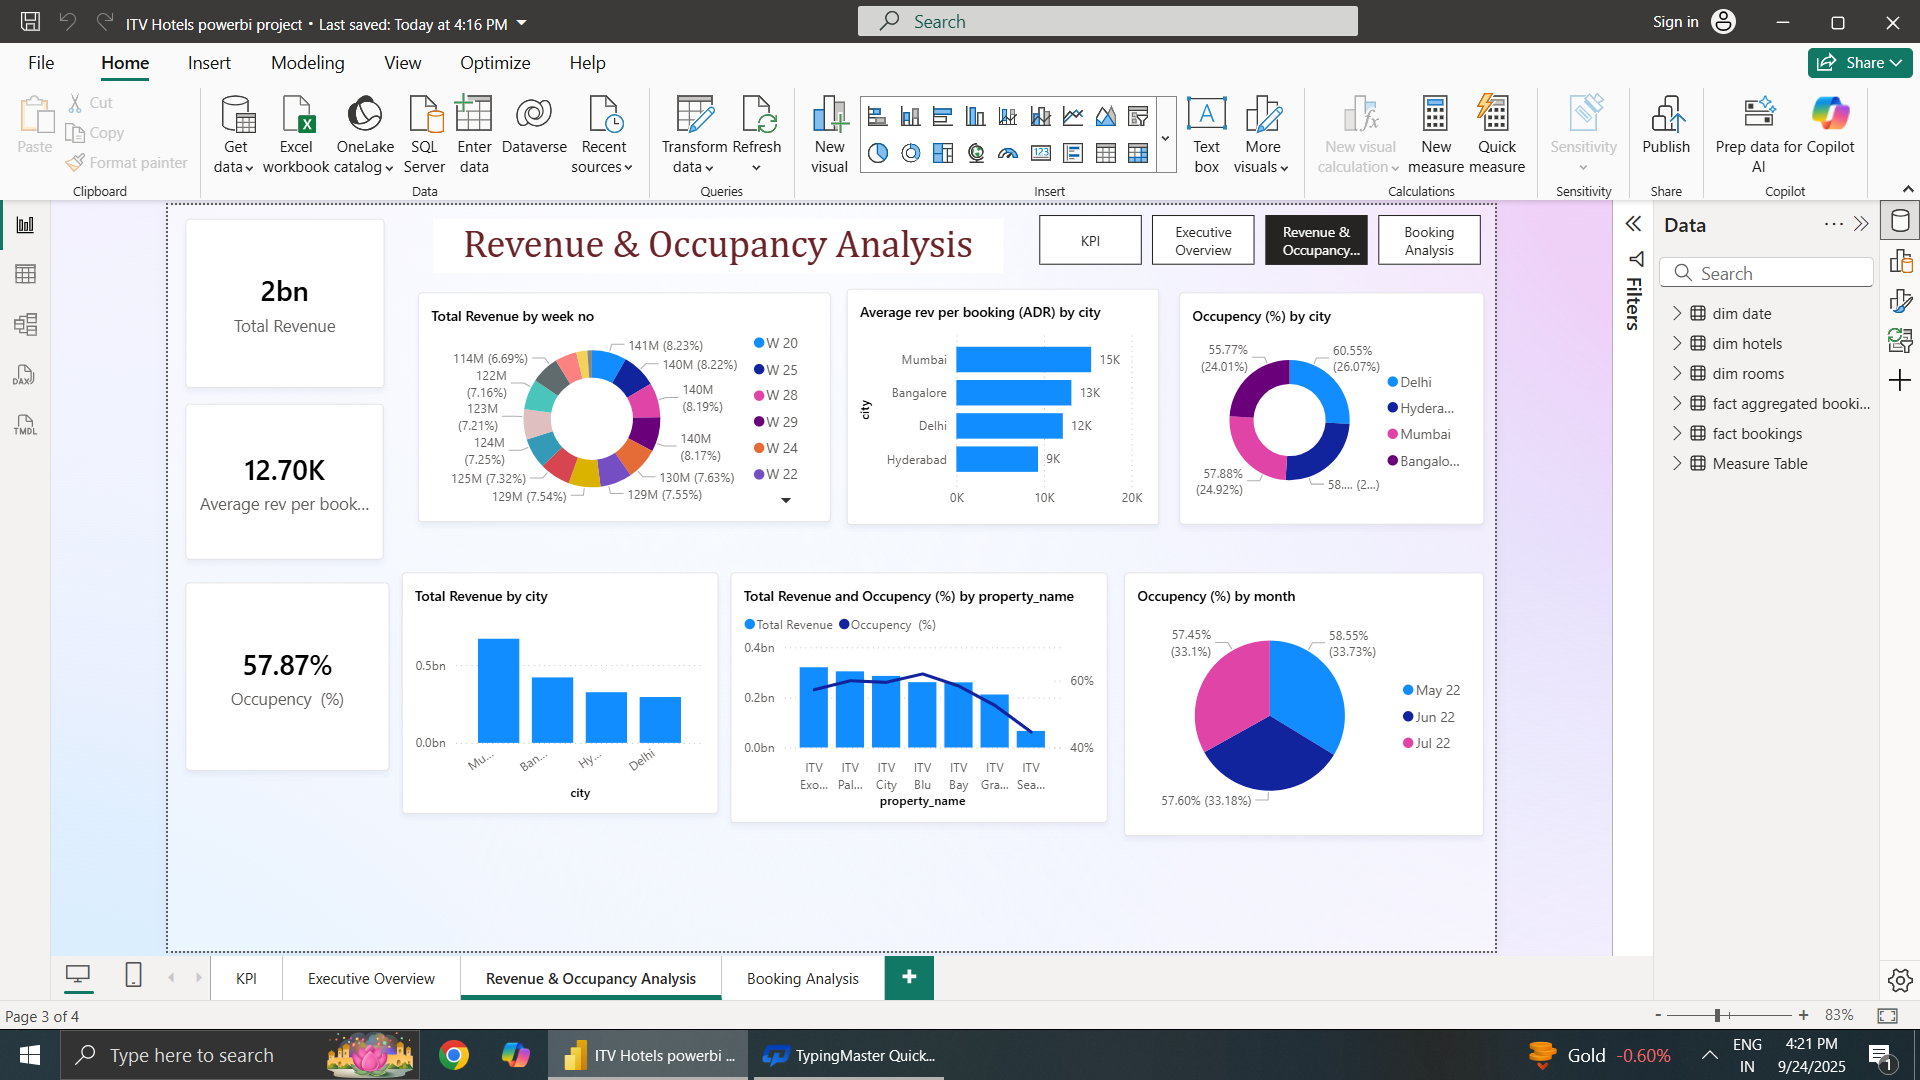 ITV Hotels powerbi project • Last saved: Today at 4:16 PM
Search
Sign in
File
Home
Insert
Modeling
View
Optimize
Help
Share
Paste
Cut
Copy
Format painter
Clipboard
Get data
Excel workbook
OneLake catalog
SQL Server
Enter data
Dataverse
Recent sources
Data
Transform data
Refresh
Queries
New visual
123
A
Text box
More visuals
Insert
New visual calculation
New measure
Quick measure
Calculations
Sensitivity
Sensitivity
Publish
Share
Prep data for AI
Copilot
Copilot
DAX
TMDL
2bn
Total Revenue
12.70K
Average rev per book...
57.87%
Occupency (%)
Revenue & Occupancy Analysis
KPI
Executive Overview
Revenue & Occupancy...
Booking Analysis
Total Revenue by week no
141M (8.23%)
140M (8.22%)
140M (8.19%)
140M (8.17%)
130M (7.63%)
129M (7.55%)
129M (7.54%)
125M (7.32%)
124M (7.25%)
123M (7.21%)
122M (7.16%)
114M (6.69%)
W 20
W 25
W 28
W 29
W 24
W 22
Average rev per booking (ADR) by city
city
Mumbai 15K
Bangalore 13K
Delhi 12K
Hyderabad 9K
0K 10K 20K
Occupency (%) by city
55.77% (24.01%)
60.55% (26.07%)
57.88% (24.92%)
58.... (2...)
Delhi
Hydera...
Mumbai
Bangalo...
Total Revenue by city
0.5bn
0.0bn
Mu...
Ban...
Hy...
Delhi
city
Total Revenue and Occupency (%) by property_name
Total Revenue Occupency (%)
0.4bn
0.2bn
0.0bn
60%
40%
ITV Exo...
ITV Pal...
ITV City
ITV Blu
ITV Bay
ITV Gra...
ITV Sea...
property_name
Occupency (%) by month
57.45% (33.1%)
58.55% (33.73%)
57.60% (33.18%)
May 22
Jun 22
Jul 22
Filters
Data
Search
dim date
dim hotels
dim rooms
fact aggregated booki...
fact bookings
Measure Table
KPI
Executive Overview
Revenue & Occupancy Analysis
Booking Analysis
+
Page 3 of 4
- + 83%
Type here to search
ITV Hotels powerbi ...
TypingMaster Quick...
Gold -0.60%
ENG
IN
4:21 PM
9/24/2025
1